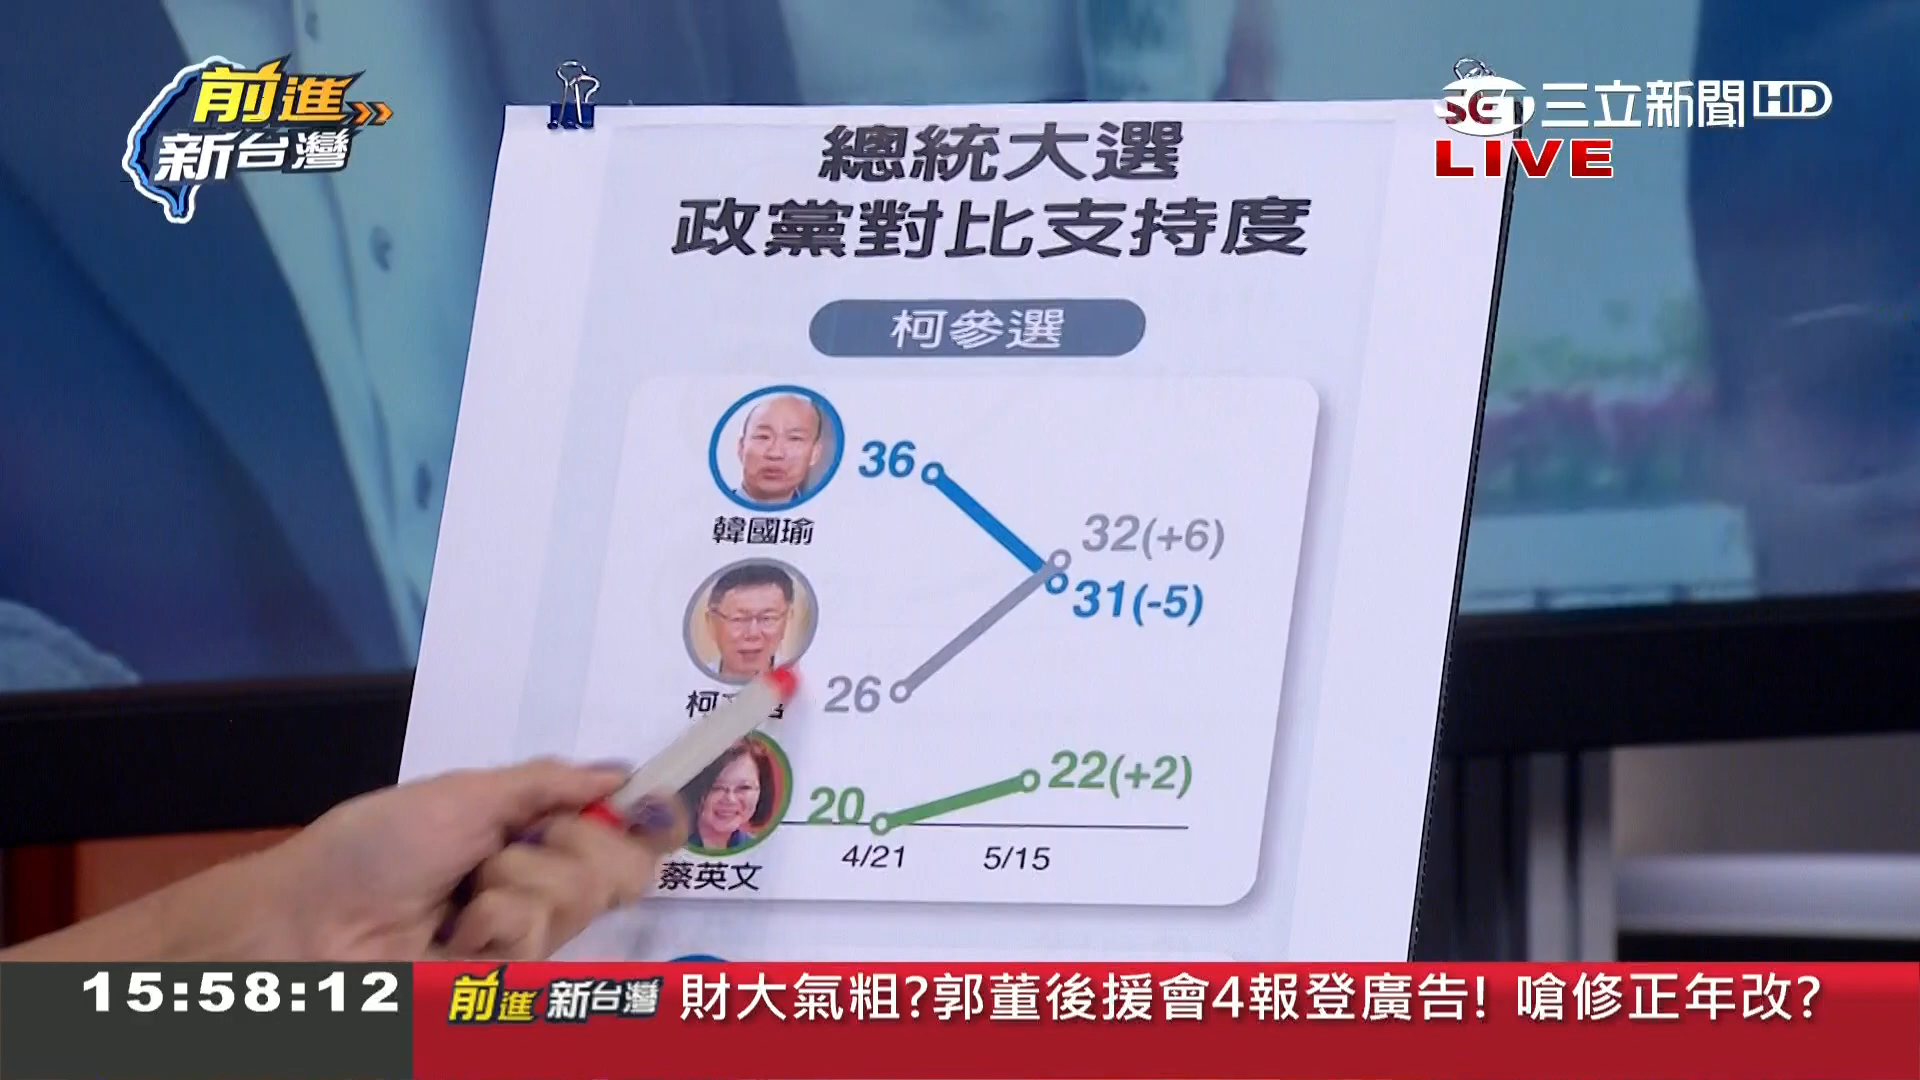 前進
新台灣
SET 三立新聞HD
LIVE
總統大選
政黨對比支持度
柯參選
36
韓國瑜
32(+6)
31(-5)
26
柯
20
22(+2)
4/21 5/15
蔡英文
15:58:12
前進新台灣 財大氣粗?郭董後援會4報登廣告! 嗆修正年改?